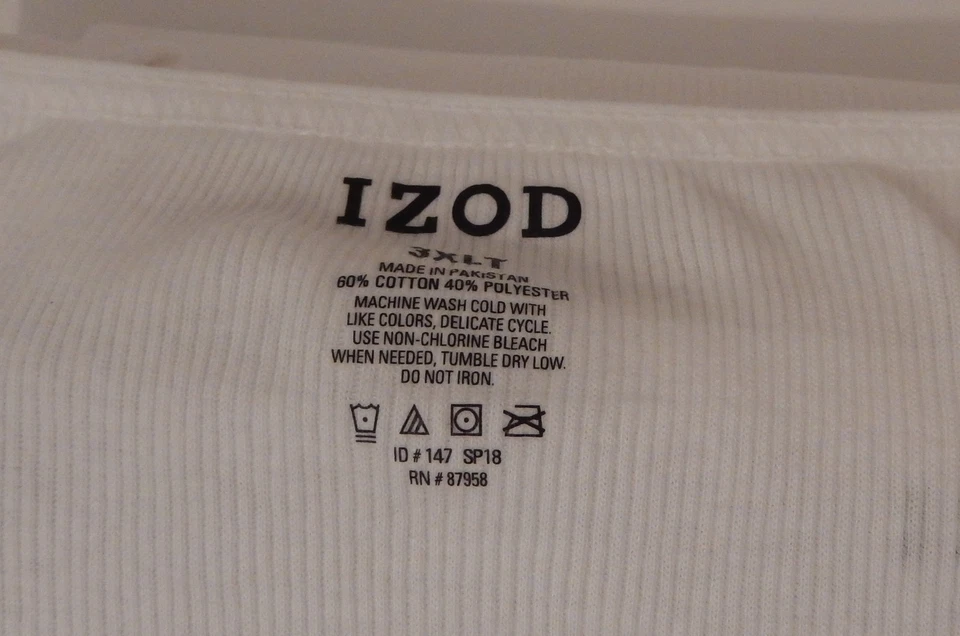 IZOD
3XLT
MADE IN PAKISTAN
60% COTTON 40% POLYESTER
MACHINE WASH COLD WITH
LIKE COLORS, DELICATE CYCLE.
USE NON-CHLORINE BLEACH
WHEN NEEDED, TUMBLE DRY LOW.
DO NOT IRON.
ID # 147 SP18
RN # 87958